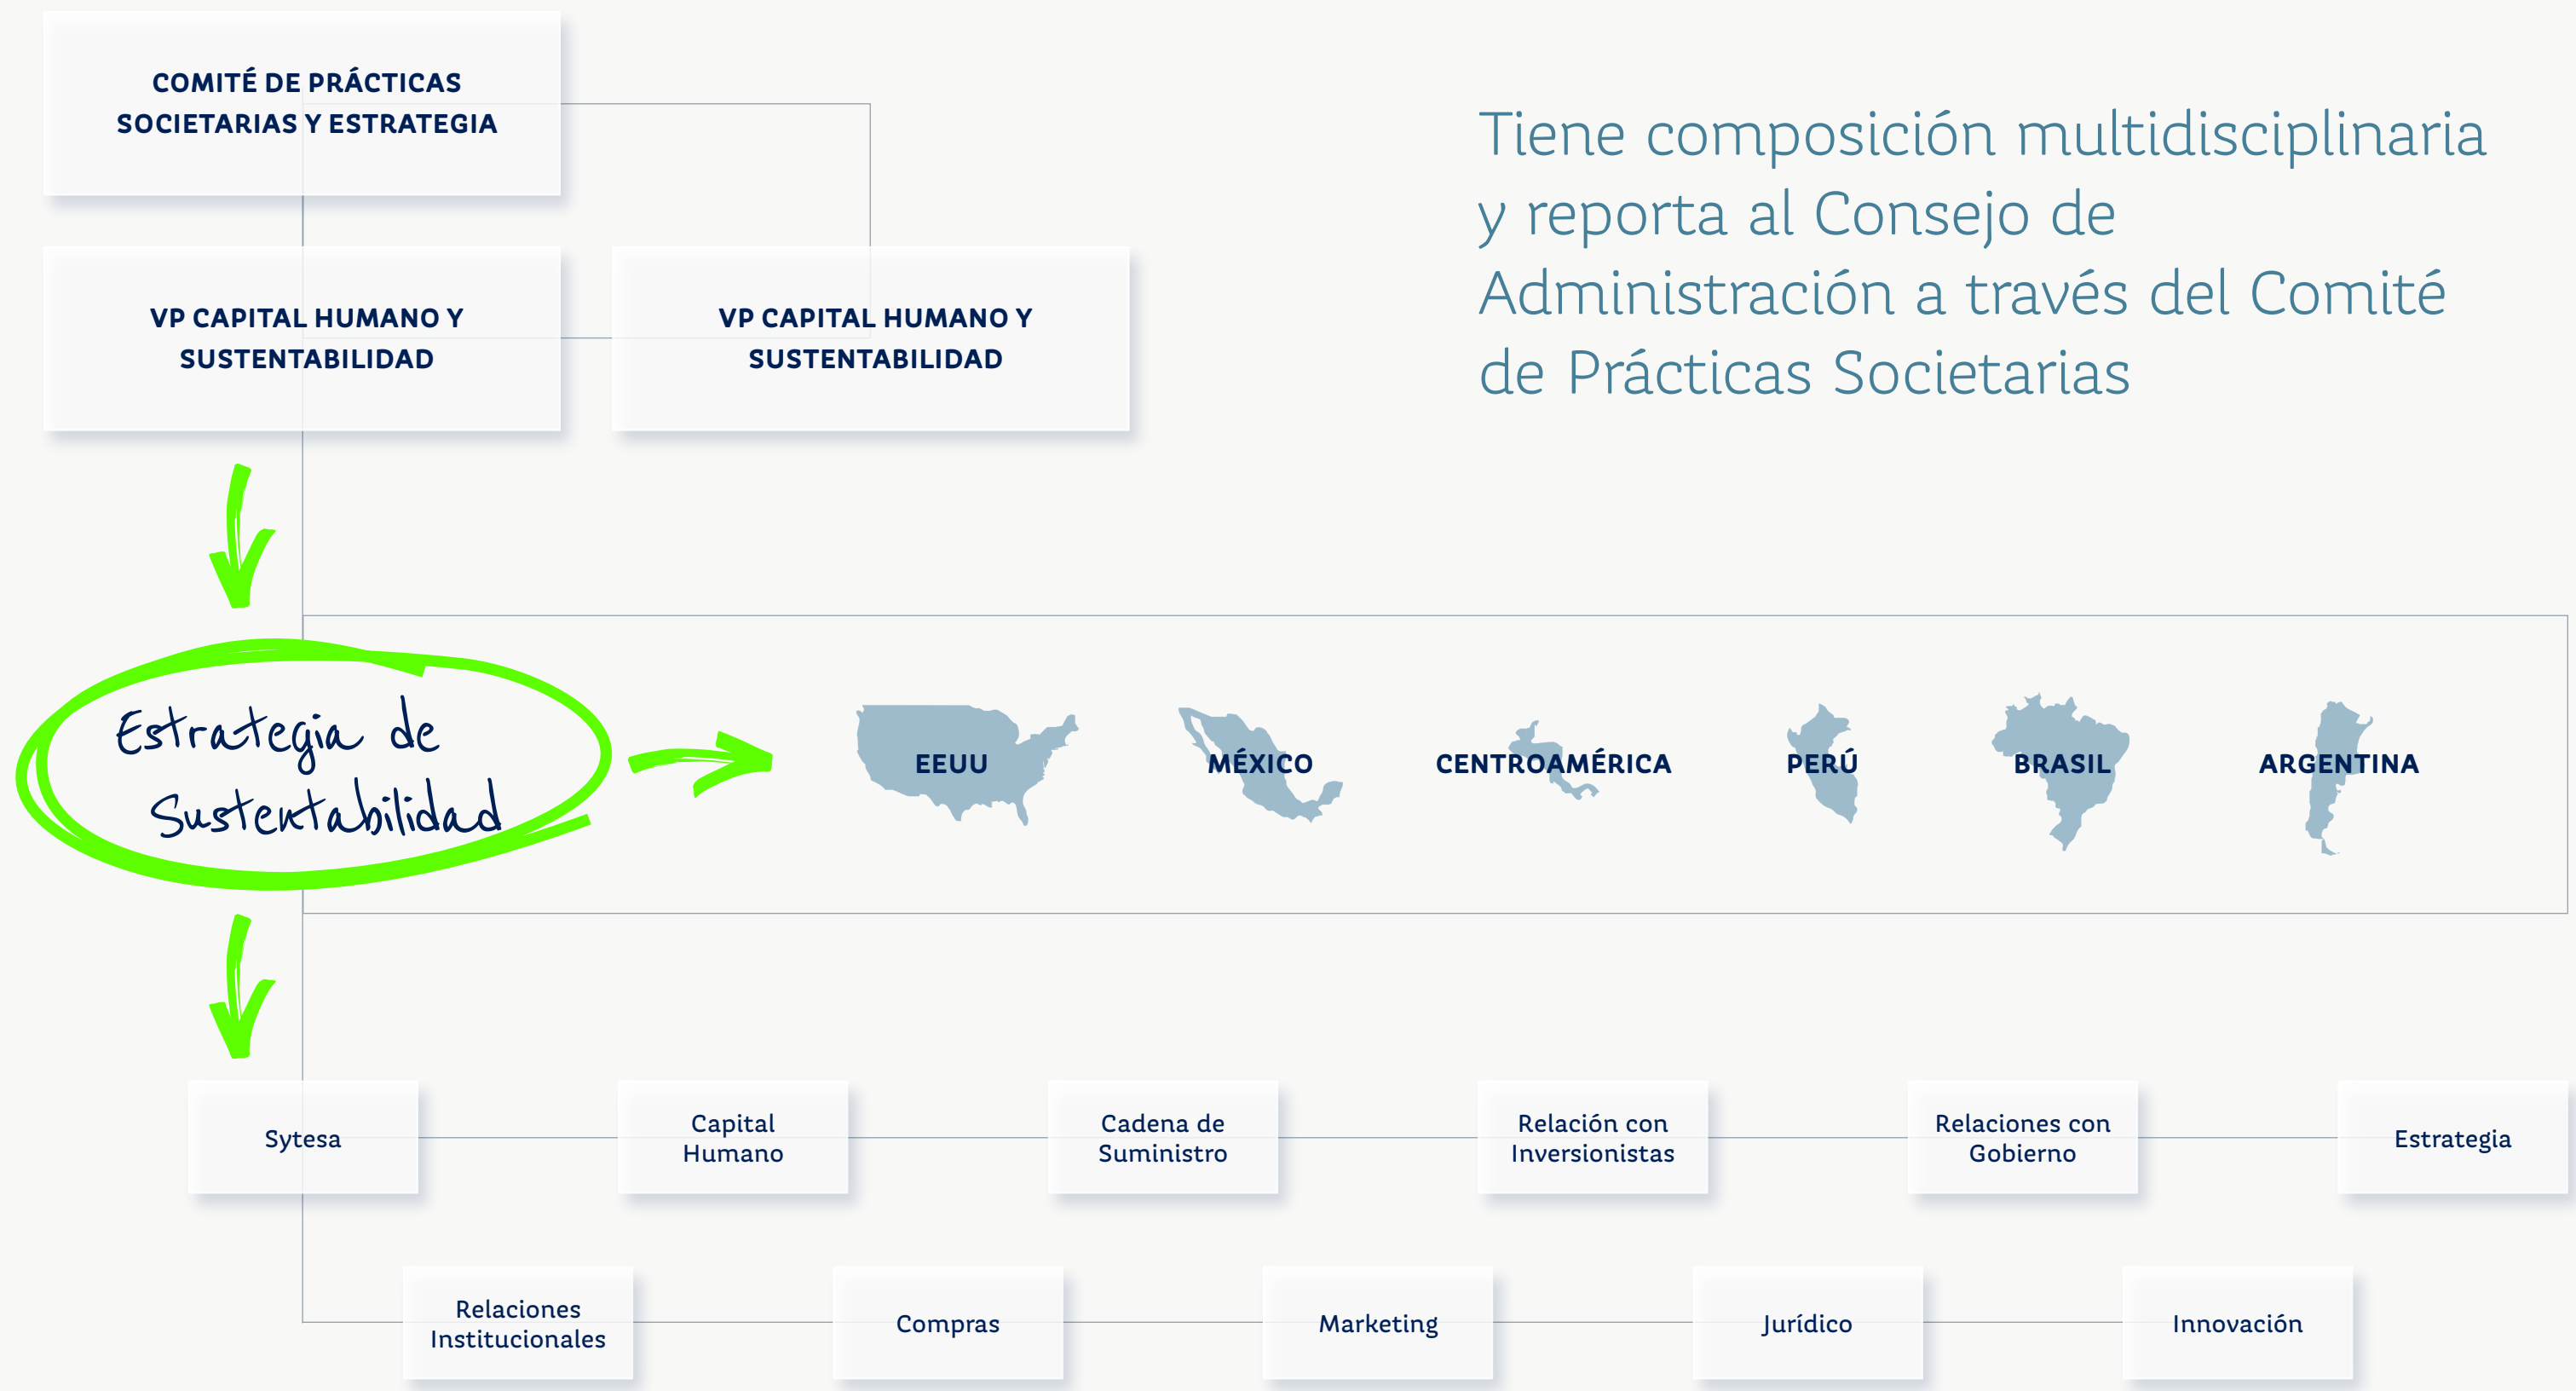 COMITÉ DE PRÁCTICAS
SOCIETARIAS Y ESTRATEGIA
Tiene composición multidisciplinaria
y reporta al Consejo de
Administración a través del Comité
de Prácticas Societarias
VP CAPITAL HUMANO Y
SUSTENTABILIDAD
VP CAPITAL HUMANO Y
SUSTENTABILIDAD
Estrategia de
Sustentabilidad
EEUU
MÉXICO
CENTROAMÉRICA
PERÚ
BRASIL
ARGENTINA
Sytesa
Capital
Humano
Cadena de
Suministro
Relación con
Inversionistas
Relaciones con
Gobierno
Estrategia
Relaciones
Institucionales
Compras
Marketing
Jurídico
Innovación